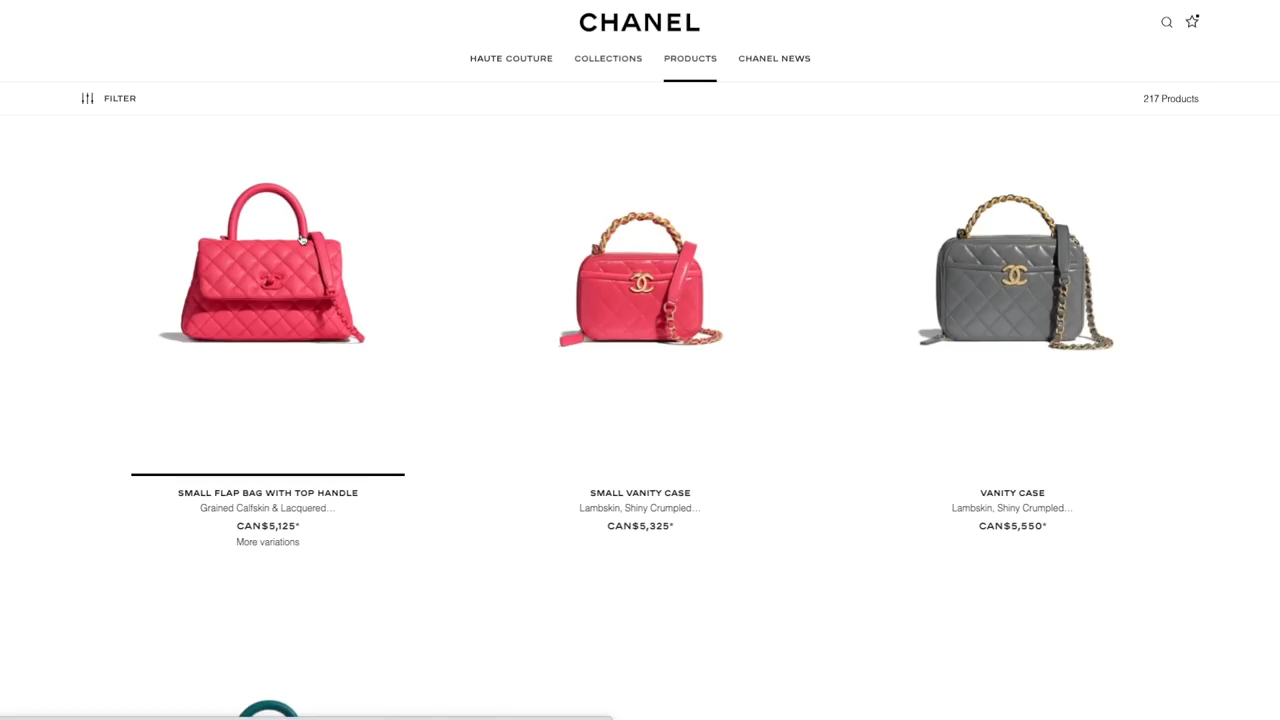 CHANEL
HAUTE COUTURE COLLECTIONS PRODUCTS CHANEL NEWS
FILTER 217 Products
SMALL FLAP BAG WITH TOP HANDLE
Grained Calfskin & Lacquered...
CAN$5,125*
More variations
SMALL VANITY CASE
Lambskin, Shiny Crumpled...
CAN$5,325*
VANITY CASE
Lambskin, Shiny Crumpled...
CAN$5,550*